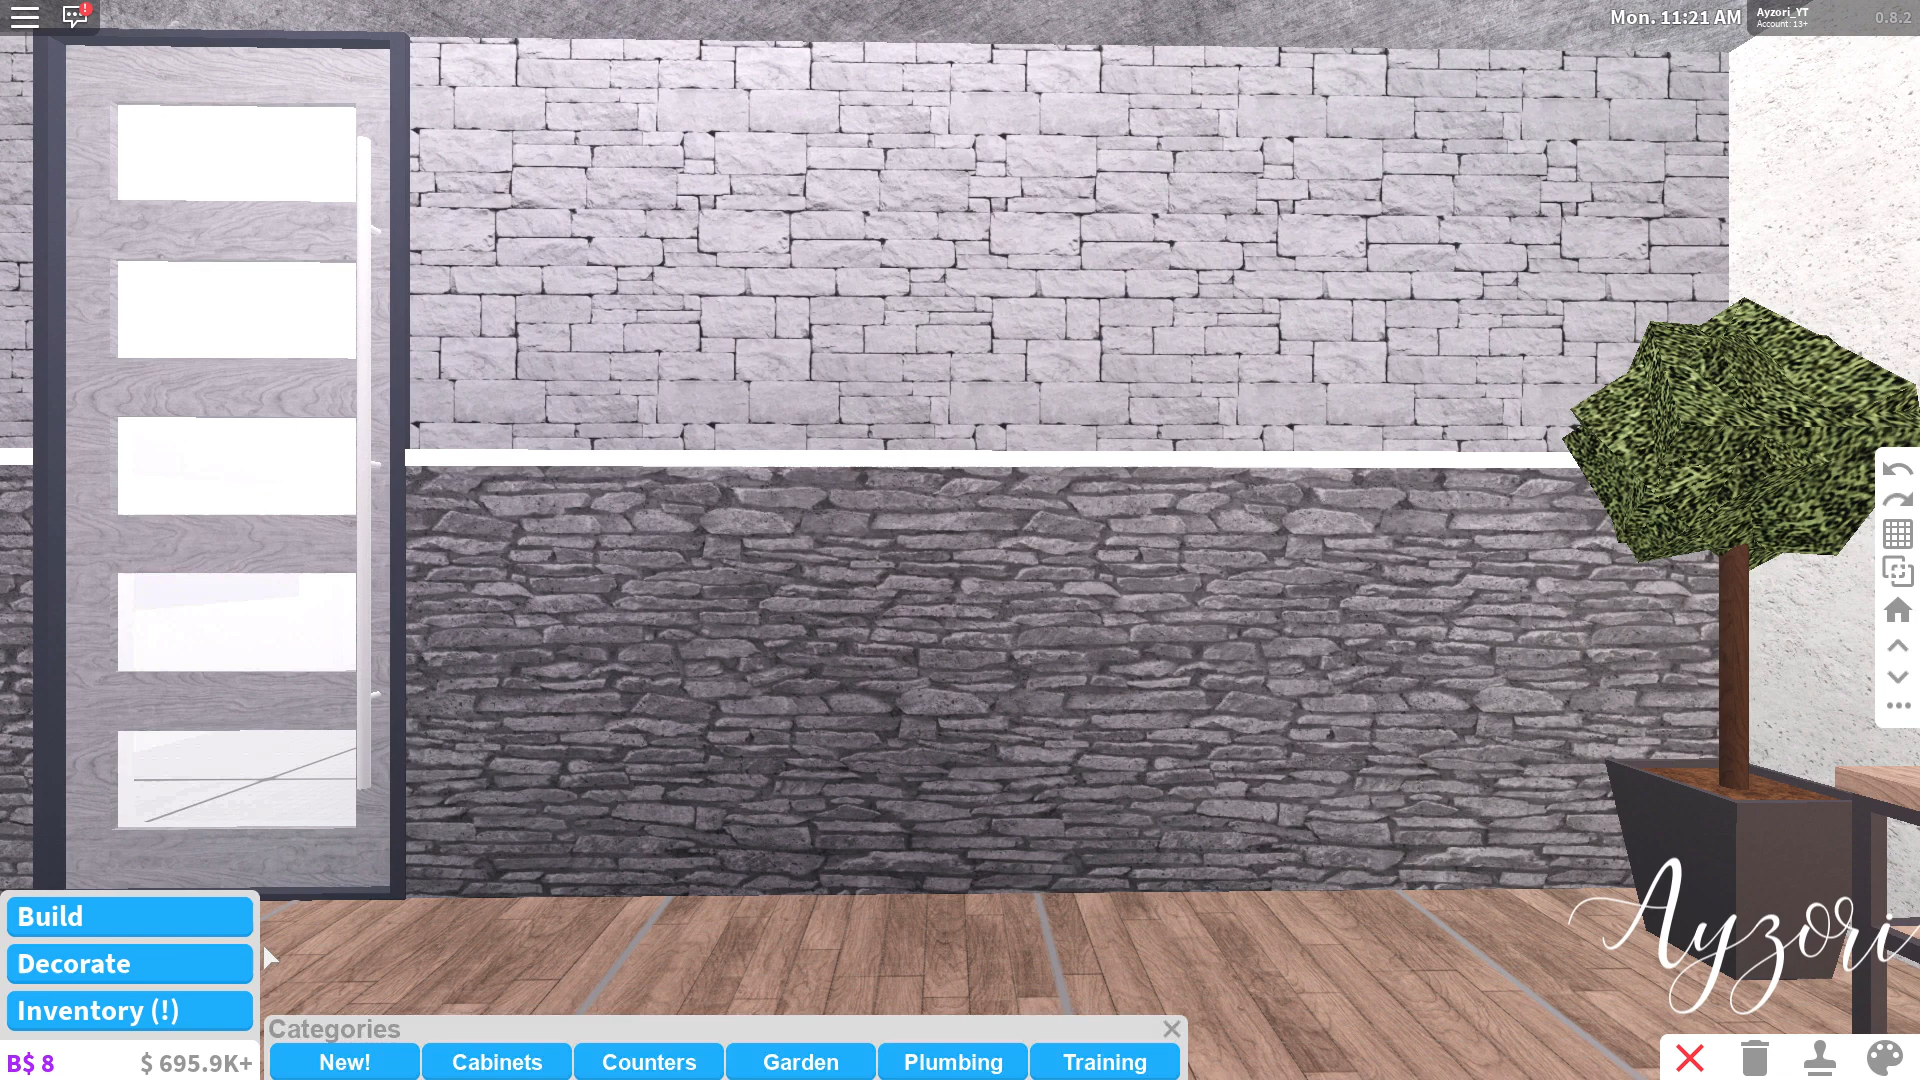 !
Mon. 11:21 AM
Ayzori_YT
Account: 13+
0.8.2
Ayzori
Build
Decorate
Inventory (!)
B$ 8
$ 695.9K+
Categories
New!
Cabinets
Counters
Garden
Plumbing
Training